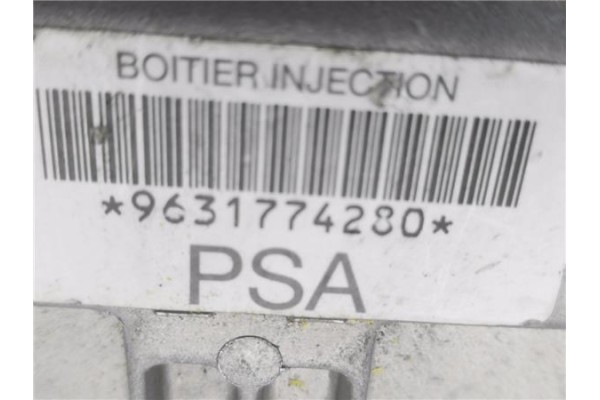 BOITIER INJECTION
*9631774280*
PSA